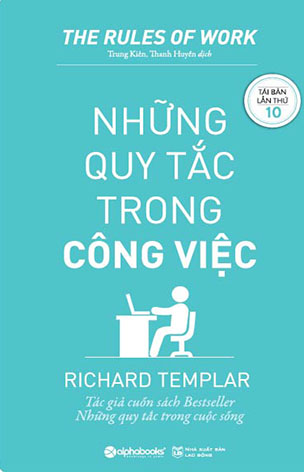 THE RULES OF WORK
Trung Kiên, Thanh Huyền dịch
TÁI BẢN
LẦN THỨ
10
NHỮNG
QUY TẮC
TRONG
CÔNG VIỆC
RICHARD TEMPLAR
Tác giả cuốn sách Bestseller
Những quy tắc trong cuộc sống
alphabooks
NHÀ XUẤT BẢN
LAO ĐỘNG